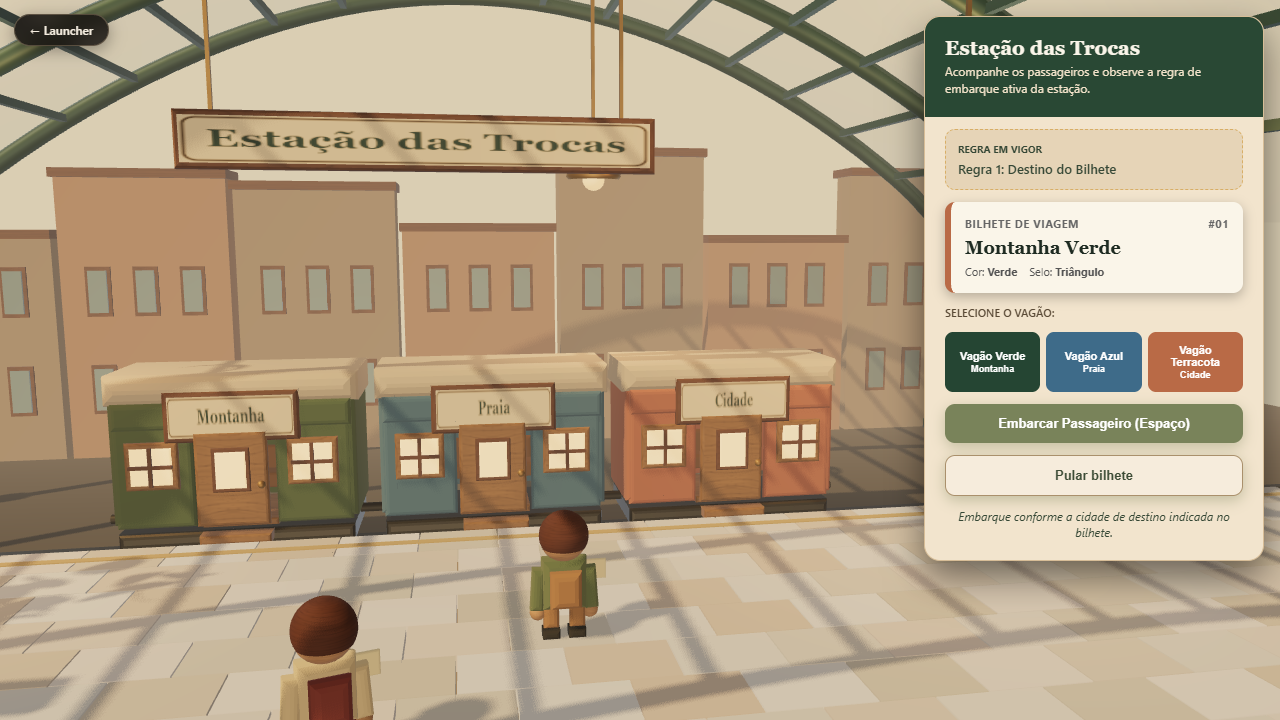 ← Launcher
Estação das Trocas
Montanha
Praia
Cidade
Estação das Trocas
Acompanhe os passageiros e observe a regra de
embarque ativa da estação.
REGRA EM VIGOR
Regra 1: Destino do Bilhete
BILHETE DE VIAGEM #01
Montanha Verde
Cor: Verde Selo: Triângulo
SELECIONE O VAGÃO:
Vagão Verde
Montanha
Vagão Azul
Praia
Vagão
Terracota
Cidade
Embarcar Passageiro (Espaço)
Pular bilhete
Embarque conforme a cidade de destino indicada no
bilhete.